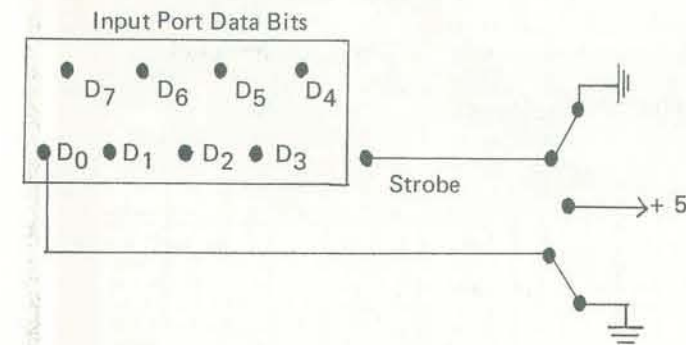 Input Port Data Bits
D7 D6 D5 D4
D0 D1 D2 D3
Strobe
+ 5